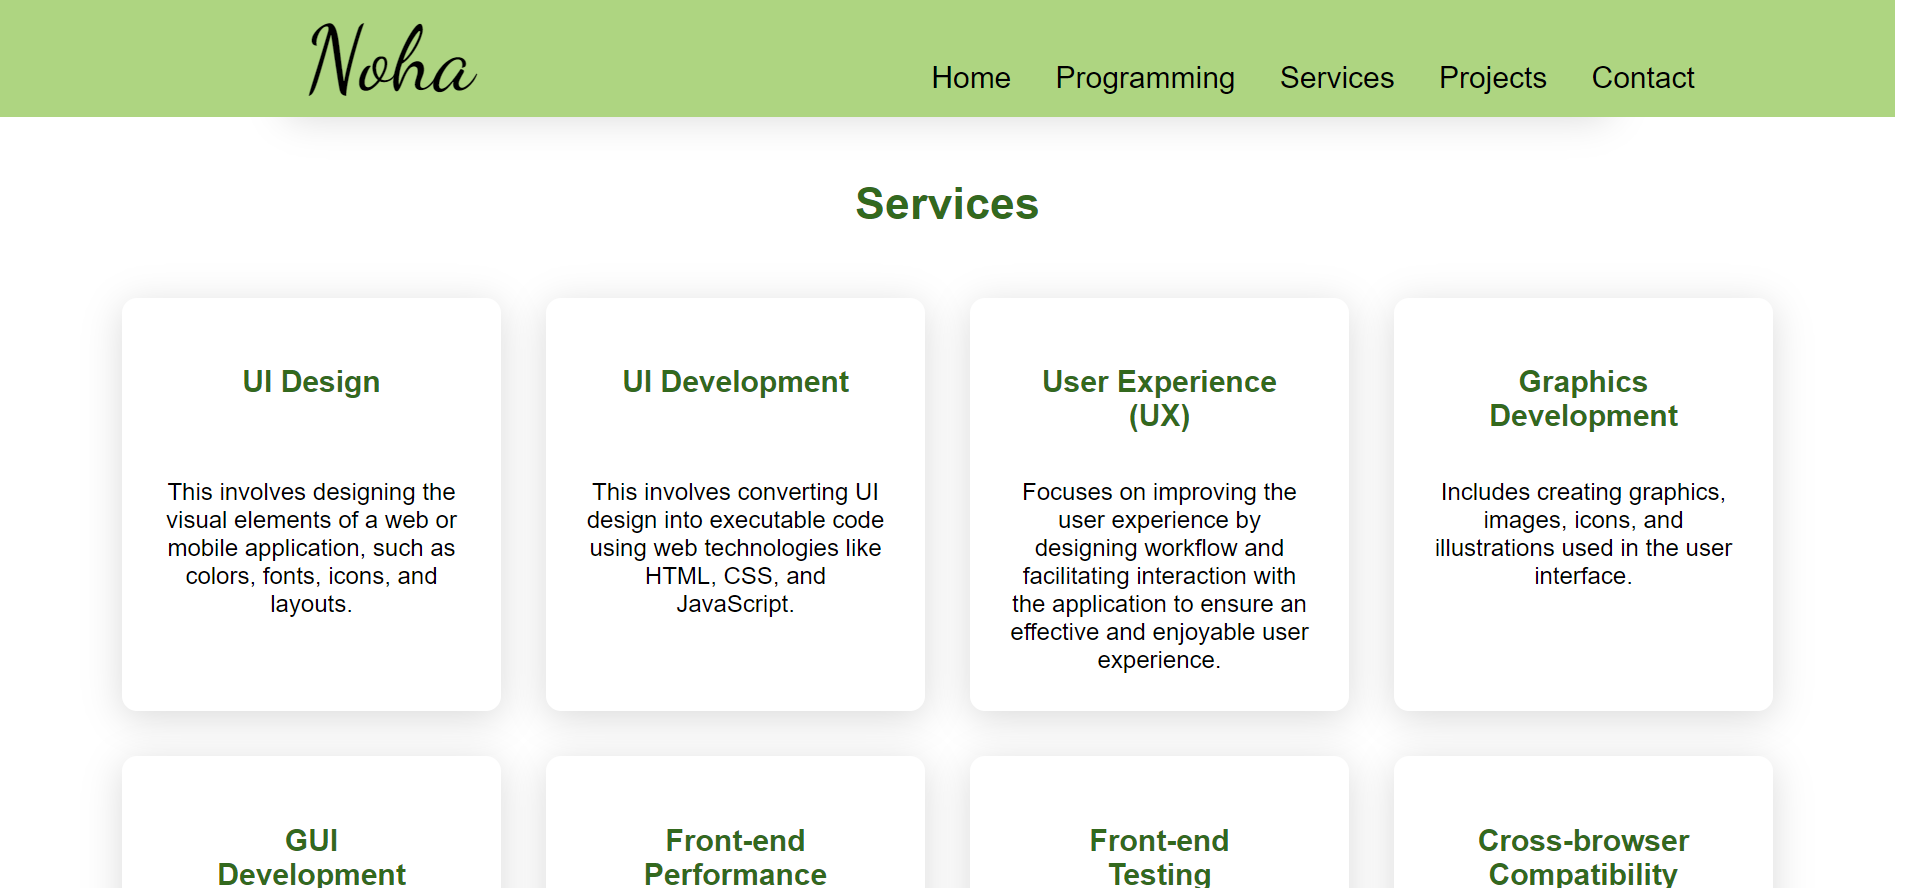 Noha
Home Programming Services Projects Contact
Services
UI Design
This involves designing the
visual elements of a web or
mobile application, such as
colors, fonts, icons, and
layouts.
UI Development
This involves converting UI
design into executable code
using web technologies like
HTML, CSS, and
JavaScript.
User Experience
(UX)
Focuses on improving the
user experience by
designing workflow and
facilitating interaction with
the application to ensure an
effective and enjoyable user
experience.
Graphics
Development
Includes creating graphics,
images, icons, and
illustrations used in the user
interface.
GUI
Development
Front-end
Performance
Front-end
Testing
Cross-browser
Compatibility